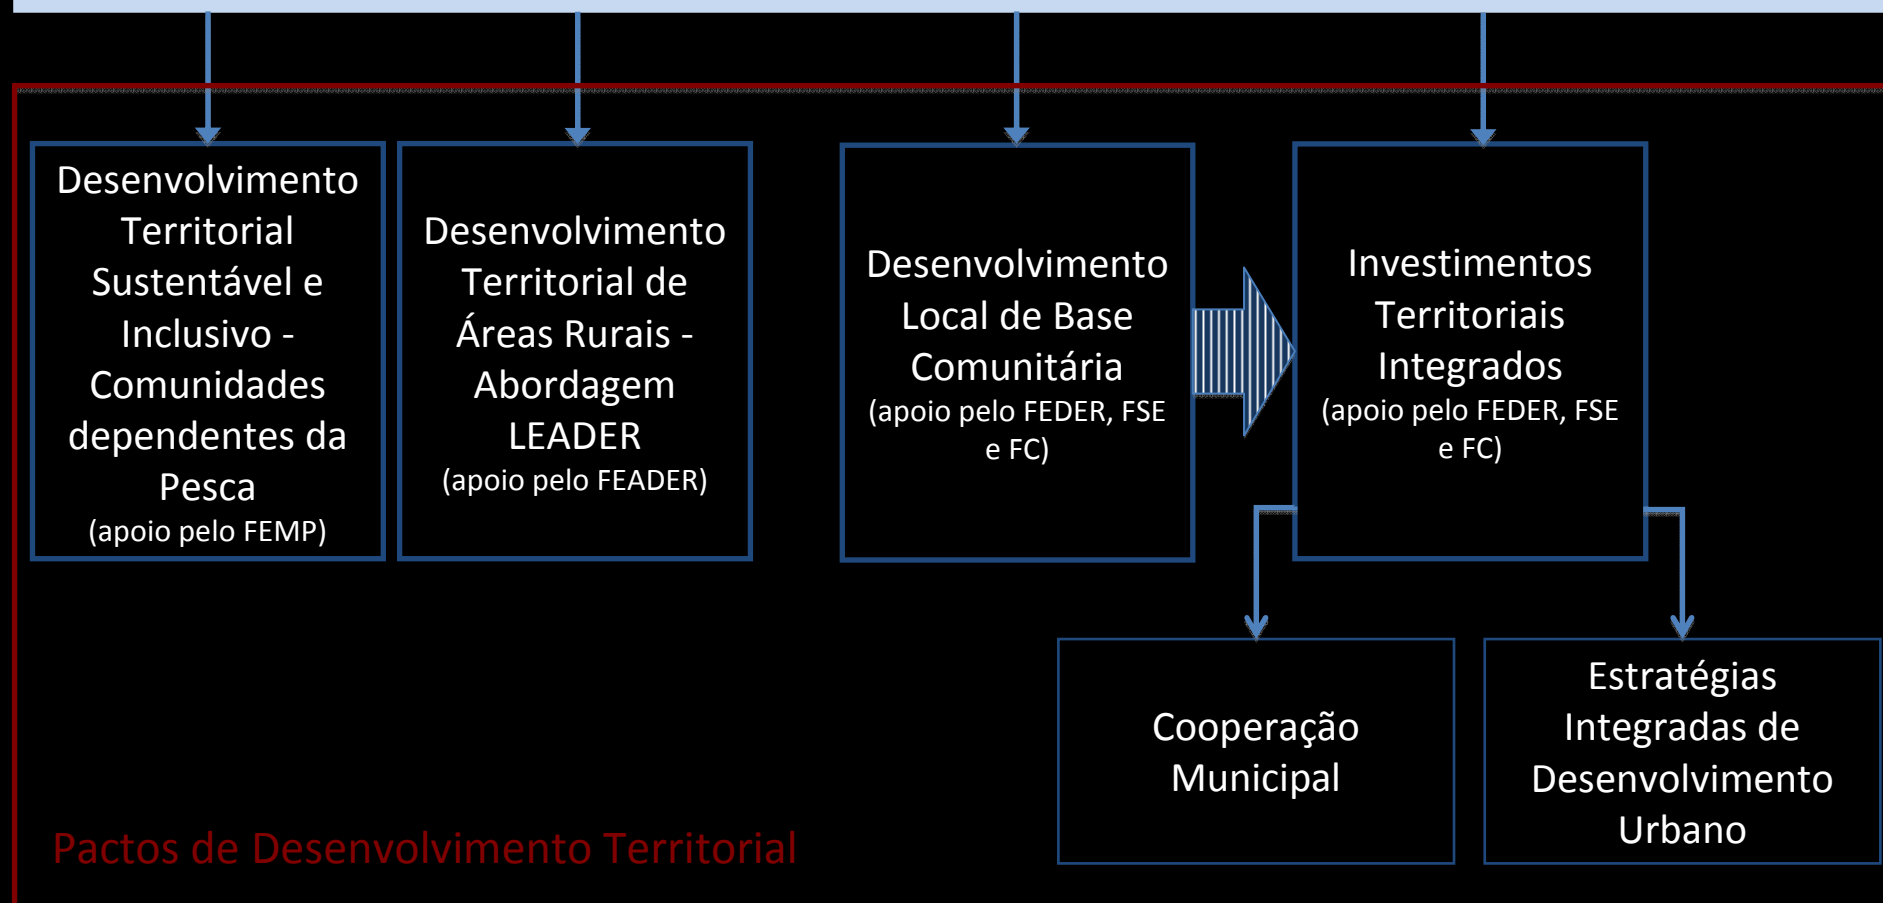 Desenvolvimento
Territorial
Sustentável e
Inclusivo -
Comunidades
dependentes da
Pesca
(apoio pelo FEMP)
Desenvolvimento
Territorial de
Áreas Rurais -
Abordagem
LEADER
(apoio pelo FEADER)
Desenvolvimento
Local de Base
Comunitária
(apoio pelo FEDER, FSE
e FC)
Investimentos
Territoriais
Integrados
(apoio pelo FEDER, FSE
e FC)
Cooperação
Municipal
Estratégias
Integradas de
Desenvolvimento
Urbano
Pactos de Desenvolvimento Territorial